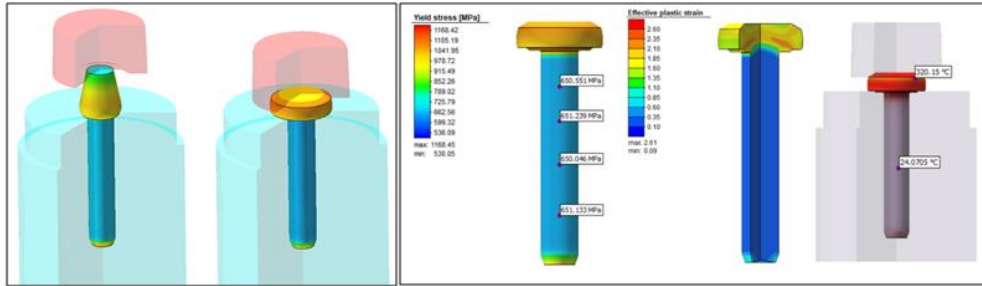 Yield stress [MPa]
1168.42
1105.19
1041.95
978.72
915.49
852.26
789.02
725.79
662.56
599.32
536.09
max: 1168.45
min: 530.05
650.551 MPa
651.239 MPa
650.046 MPa
651.133 MPa
Effective plastic strain
2.60
2.35
2.10
1.85
1.60
1.35
1.10
0.85
0.60
0.35
0.10
max: 2.61
min: 0.09
320.15 °C
24.0705 °C